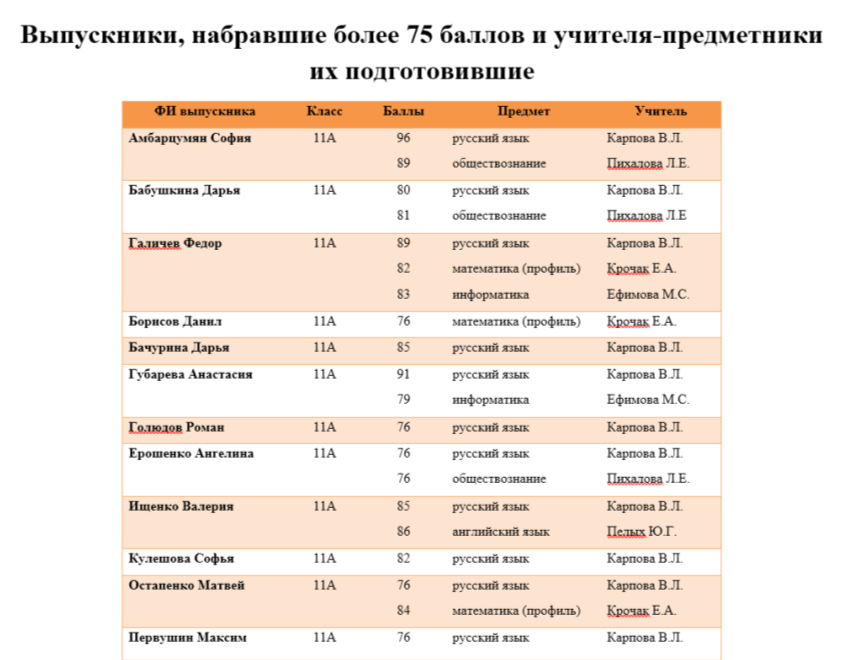 Выпускники, набравшие более 75 баллов и учителя-предметники
их подготовившие
ФИ выпускника Класс Баллы Предмет Учитель
Амбарцумян София 11А 96 русский язык Карпова В.Л.
89 обществознание Пихалова Л.Е.
Бабушкина Дарья 11А 80 русский язык Карпова В.Л.
81 обществознание Пихалова Л.Е
Галичев Федор 11А 89 русский язык Карпова В.Л.
82 математика (профиль) Крочак Е.А.
83 информатика Ефимова М.С.
Борисов Данил 11А 76 математика (профиль) Крочак Е.А.
Бачурина Дарья 11А 85 русский язык Карпова В.Л.
Губарева Анастасия 11А 91 русский язык Карпова В.Л.
79 информатика Ефимова М.С.
Голюдов Роман 11А 76 русский язык Карпова В.Л.
Ерошенко Ангелина 11А 76 русский язык Карпова В.Л.
76 обществознание Пихалова Л.Е.
Ищенко Валерия 11А 85 русский язык Карпова В.Л.
86 английский язык Пелых Ю.Г.
Кулешова Софья 11А 82 русский язык Карпова В.Л.
Остапенко Матвей 11А 76 русский язык Карпова В.Л.
84 математика (профиль) Крочак Е.А.
Первушин Максим 11А 76 русский язык Карпова В.Л.